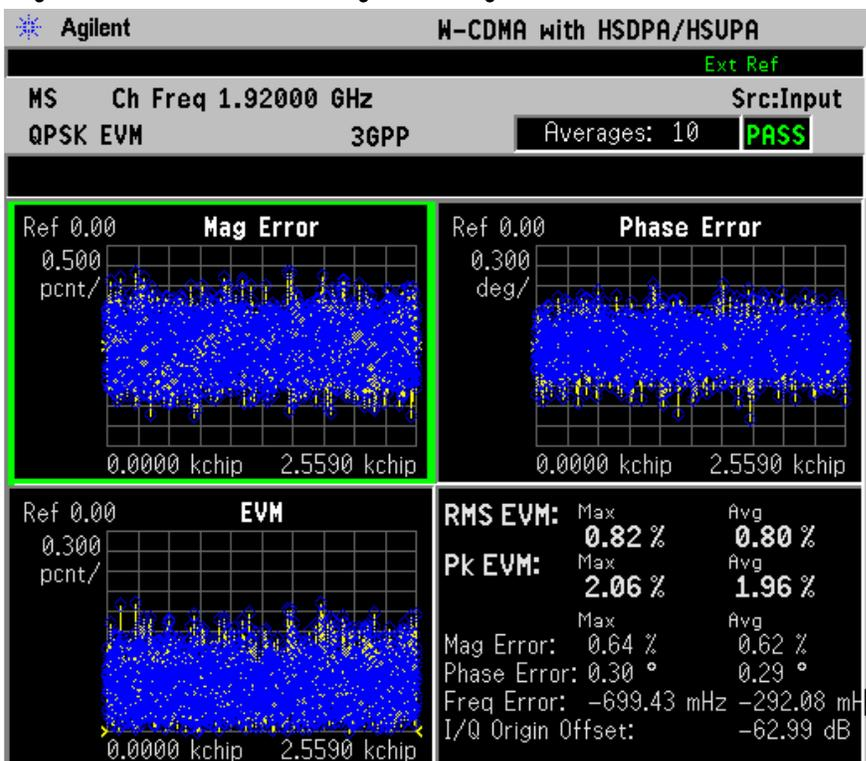 Agilent W-CDMA with HSDPA/HSUPA
Ext Ref
MS Ch Freq 1.92000 GHz Src:Input
QPSK EVM 3GPP Averages: 10 PASS
Ref 0.00 Mag Error
0.500
pcnt/
0.0000 kchip 2.5590 kchip
Ref 0.00 Phase Error
0.300
deg/
0.0000 kchip 2.5590 kchip
Ref 0.00 EVM
0.300
pcnt/
0.0000 kchip 2.5590 kchip
RMS EVM: Max Avg
0.82 % 0.80 %
Pk EVM: Max Avg
2.06 % 1.96 %
Max Avg
Mag Error: 0.64 % 0.62 %
Phase Error: 0.30 ° 0.29 °
Freq Error: -699.43 mHz -292.08 mH
I/Q Origin Offset: -62.99 dB